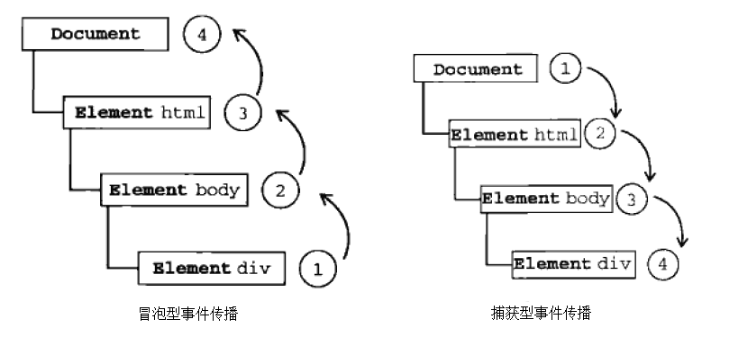 Document 4
Element html 3
Element body 2
Element div 1
冒泡型事件传播
Document 1
Element html 2
Element body 3
Element div 4
捕获型事件传播